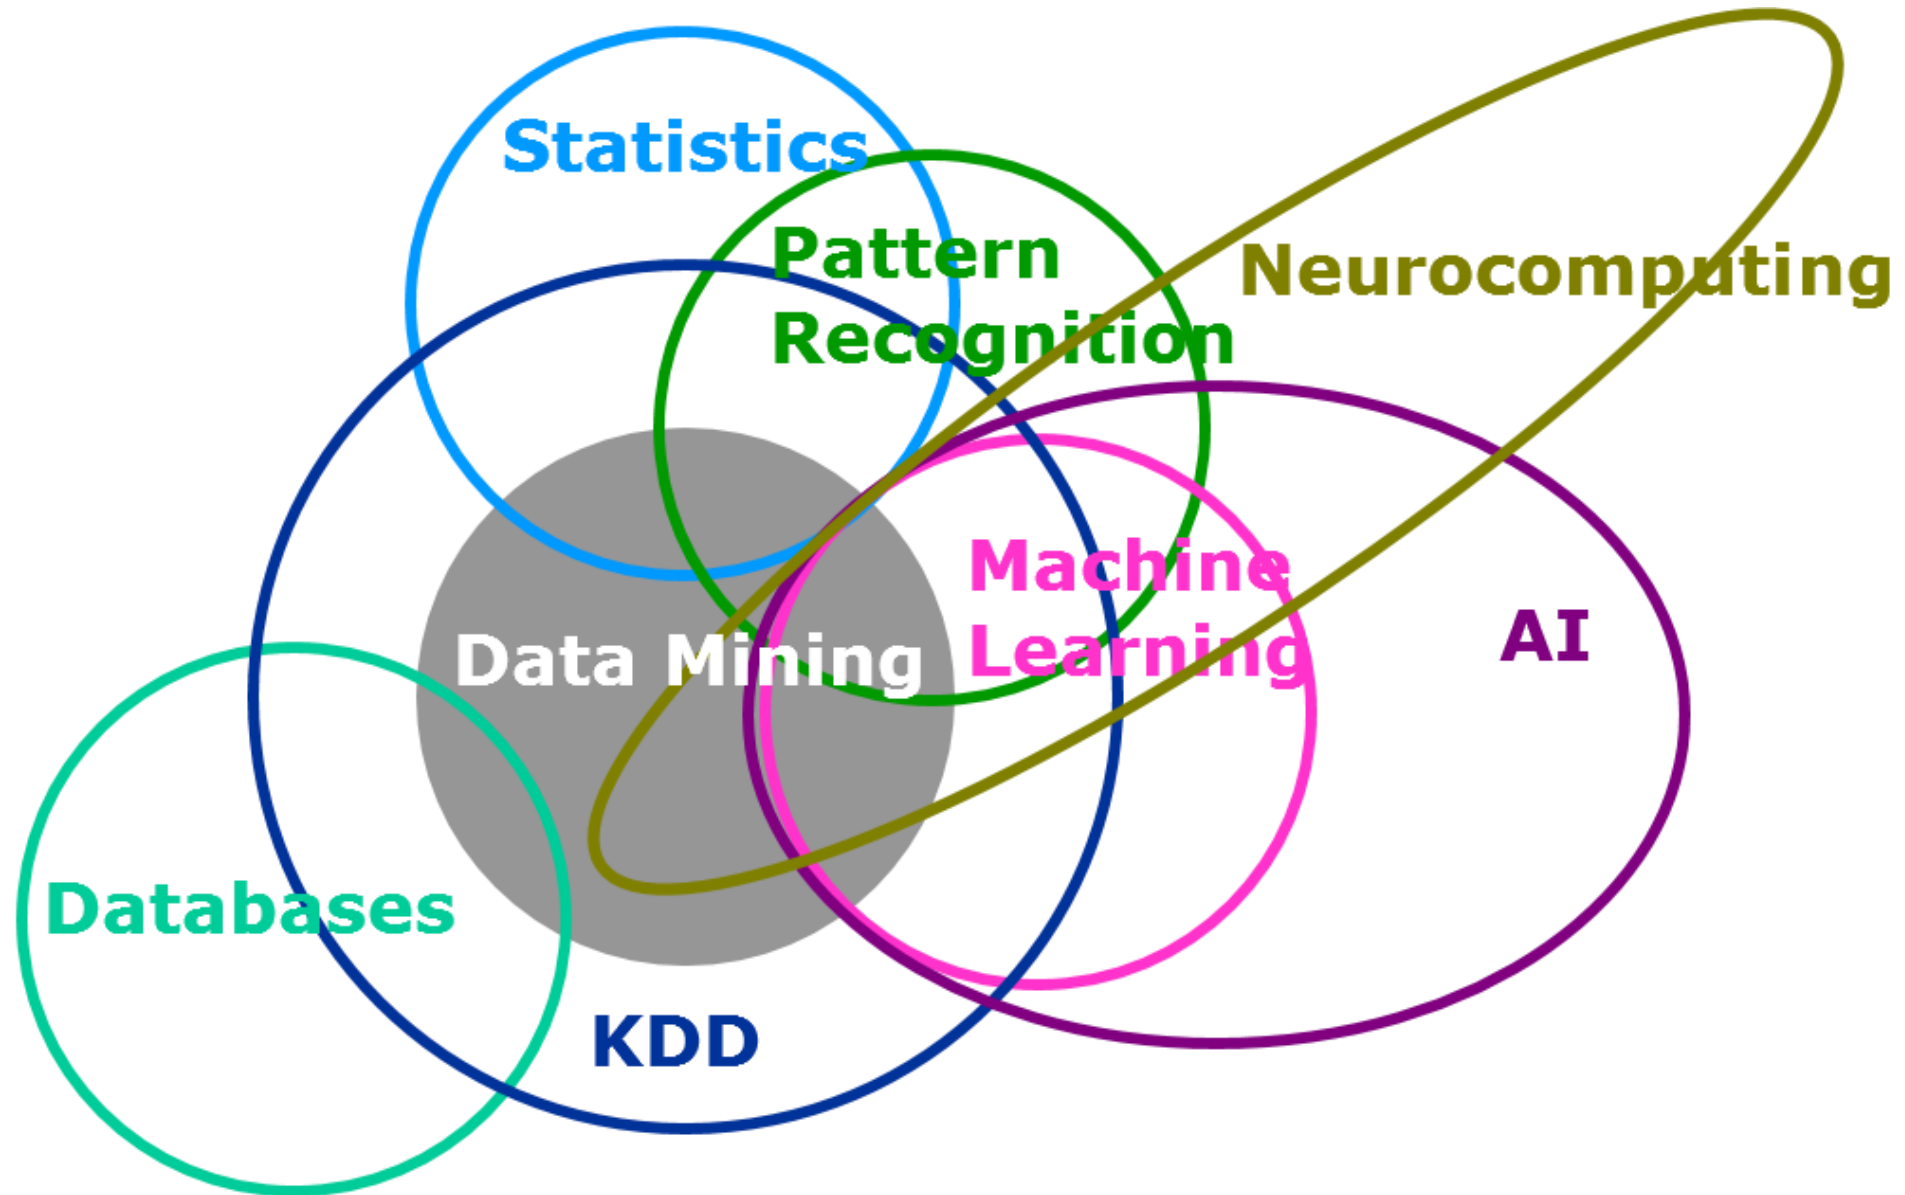 Statistics
Pattern
Recognition
Neurocomputing
Machine
Learning
AI
Data Mining
Databases
KDD